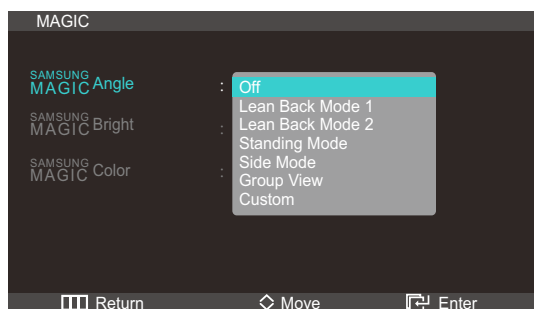 MAGIC
SAMSUNG MAGIC Angle : Off
Lean Back Mode 1
Lean Back Mode 2
SAMSUNG MAGIC Bright :
Standing Mode
Side Mode
SAMSUNG MAGIC Color :
Group View
Custom
Return Move Enter